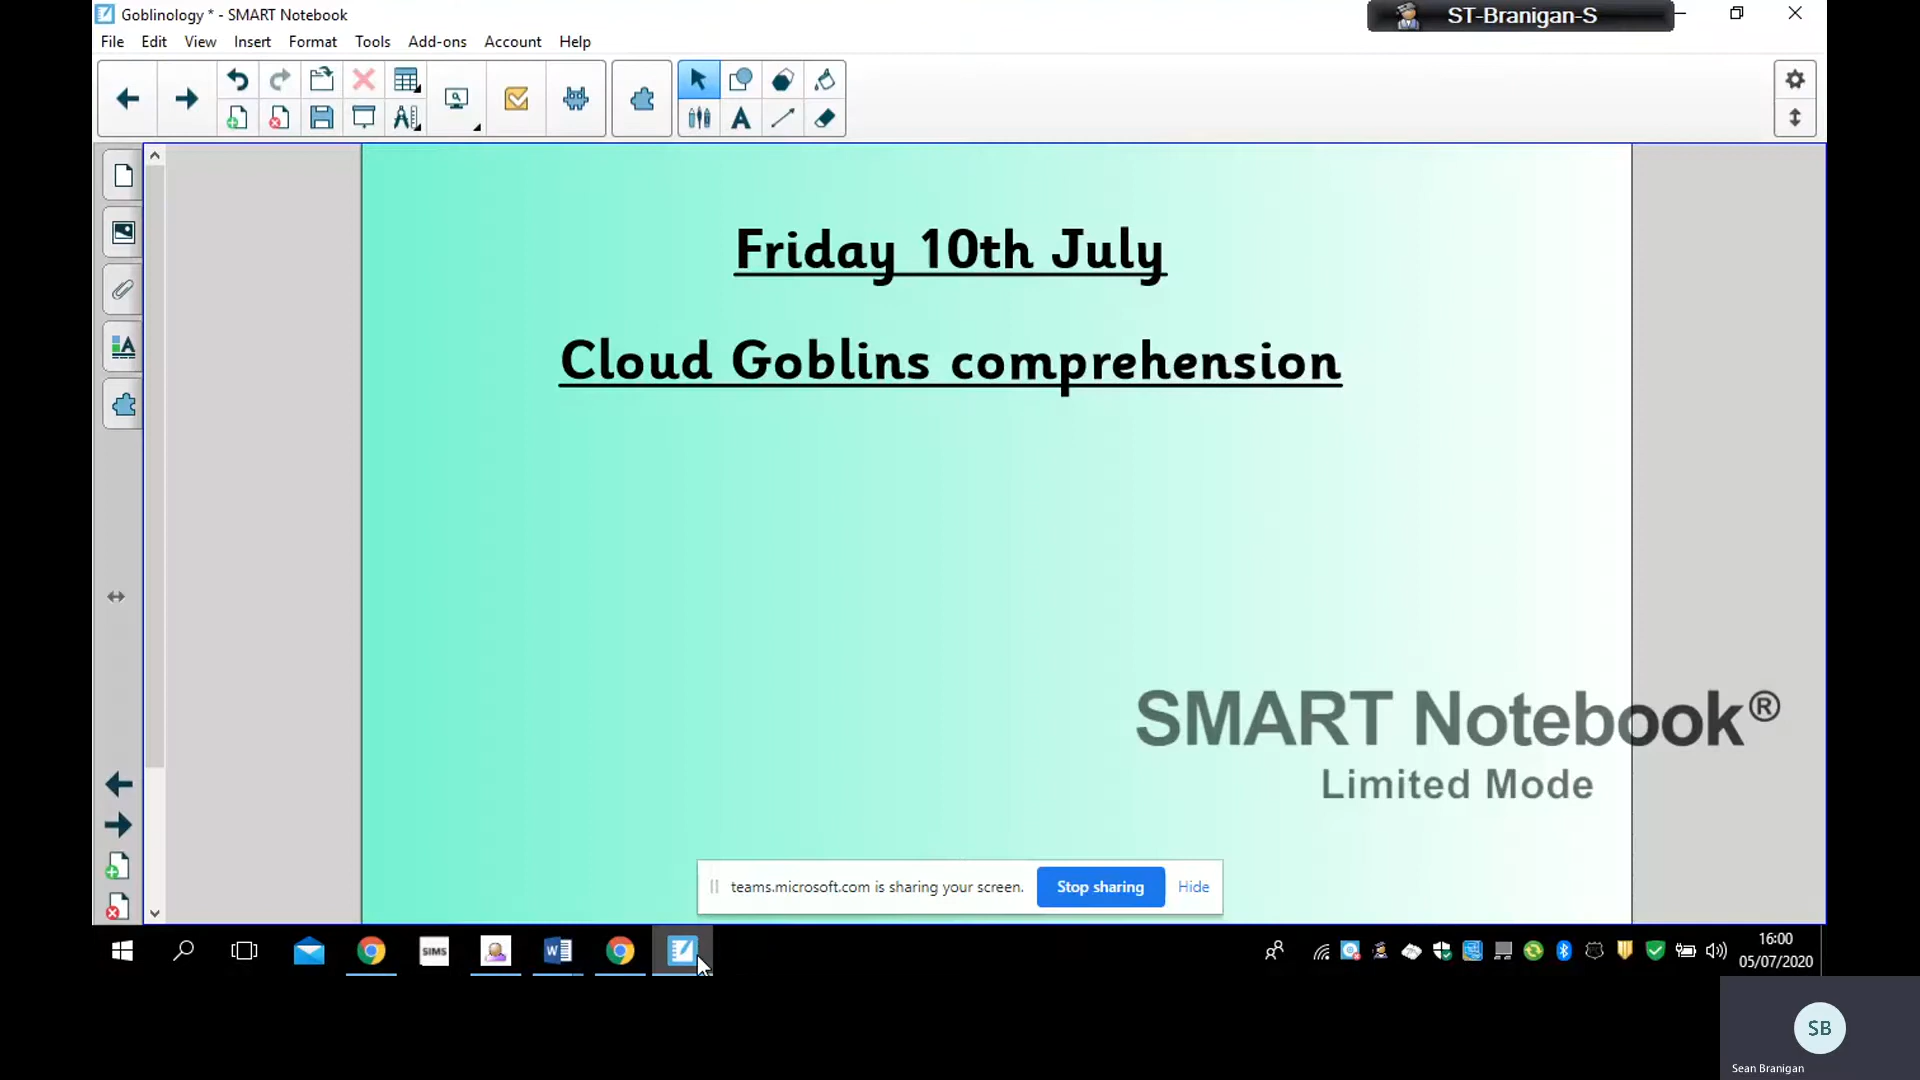 Goblinology * - SMART Notebook
ST-Branigan-S
File Edit View Insert Format Tools Add-ons Account Help
Friday 10th July
Cloud Goblins comprehension
SMART Notebook®
Limited Mode
teams.microsoft.com is sharing your screen. Stop sharing Hide
SIMS
16:00
05/07/2020
SB
Sean Branigan